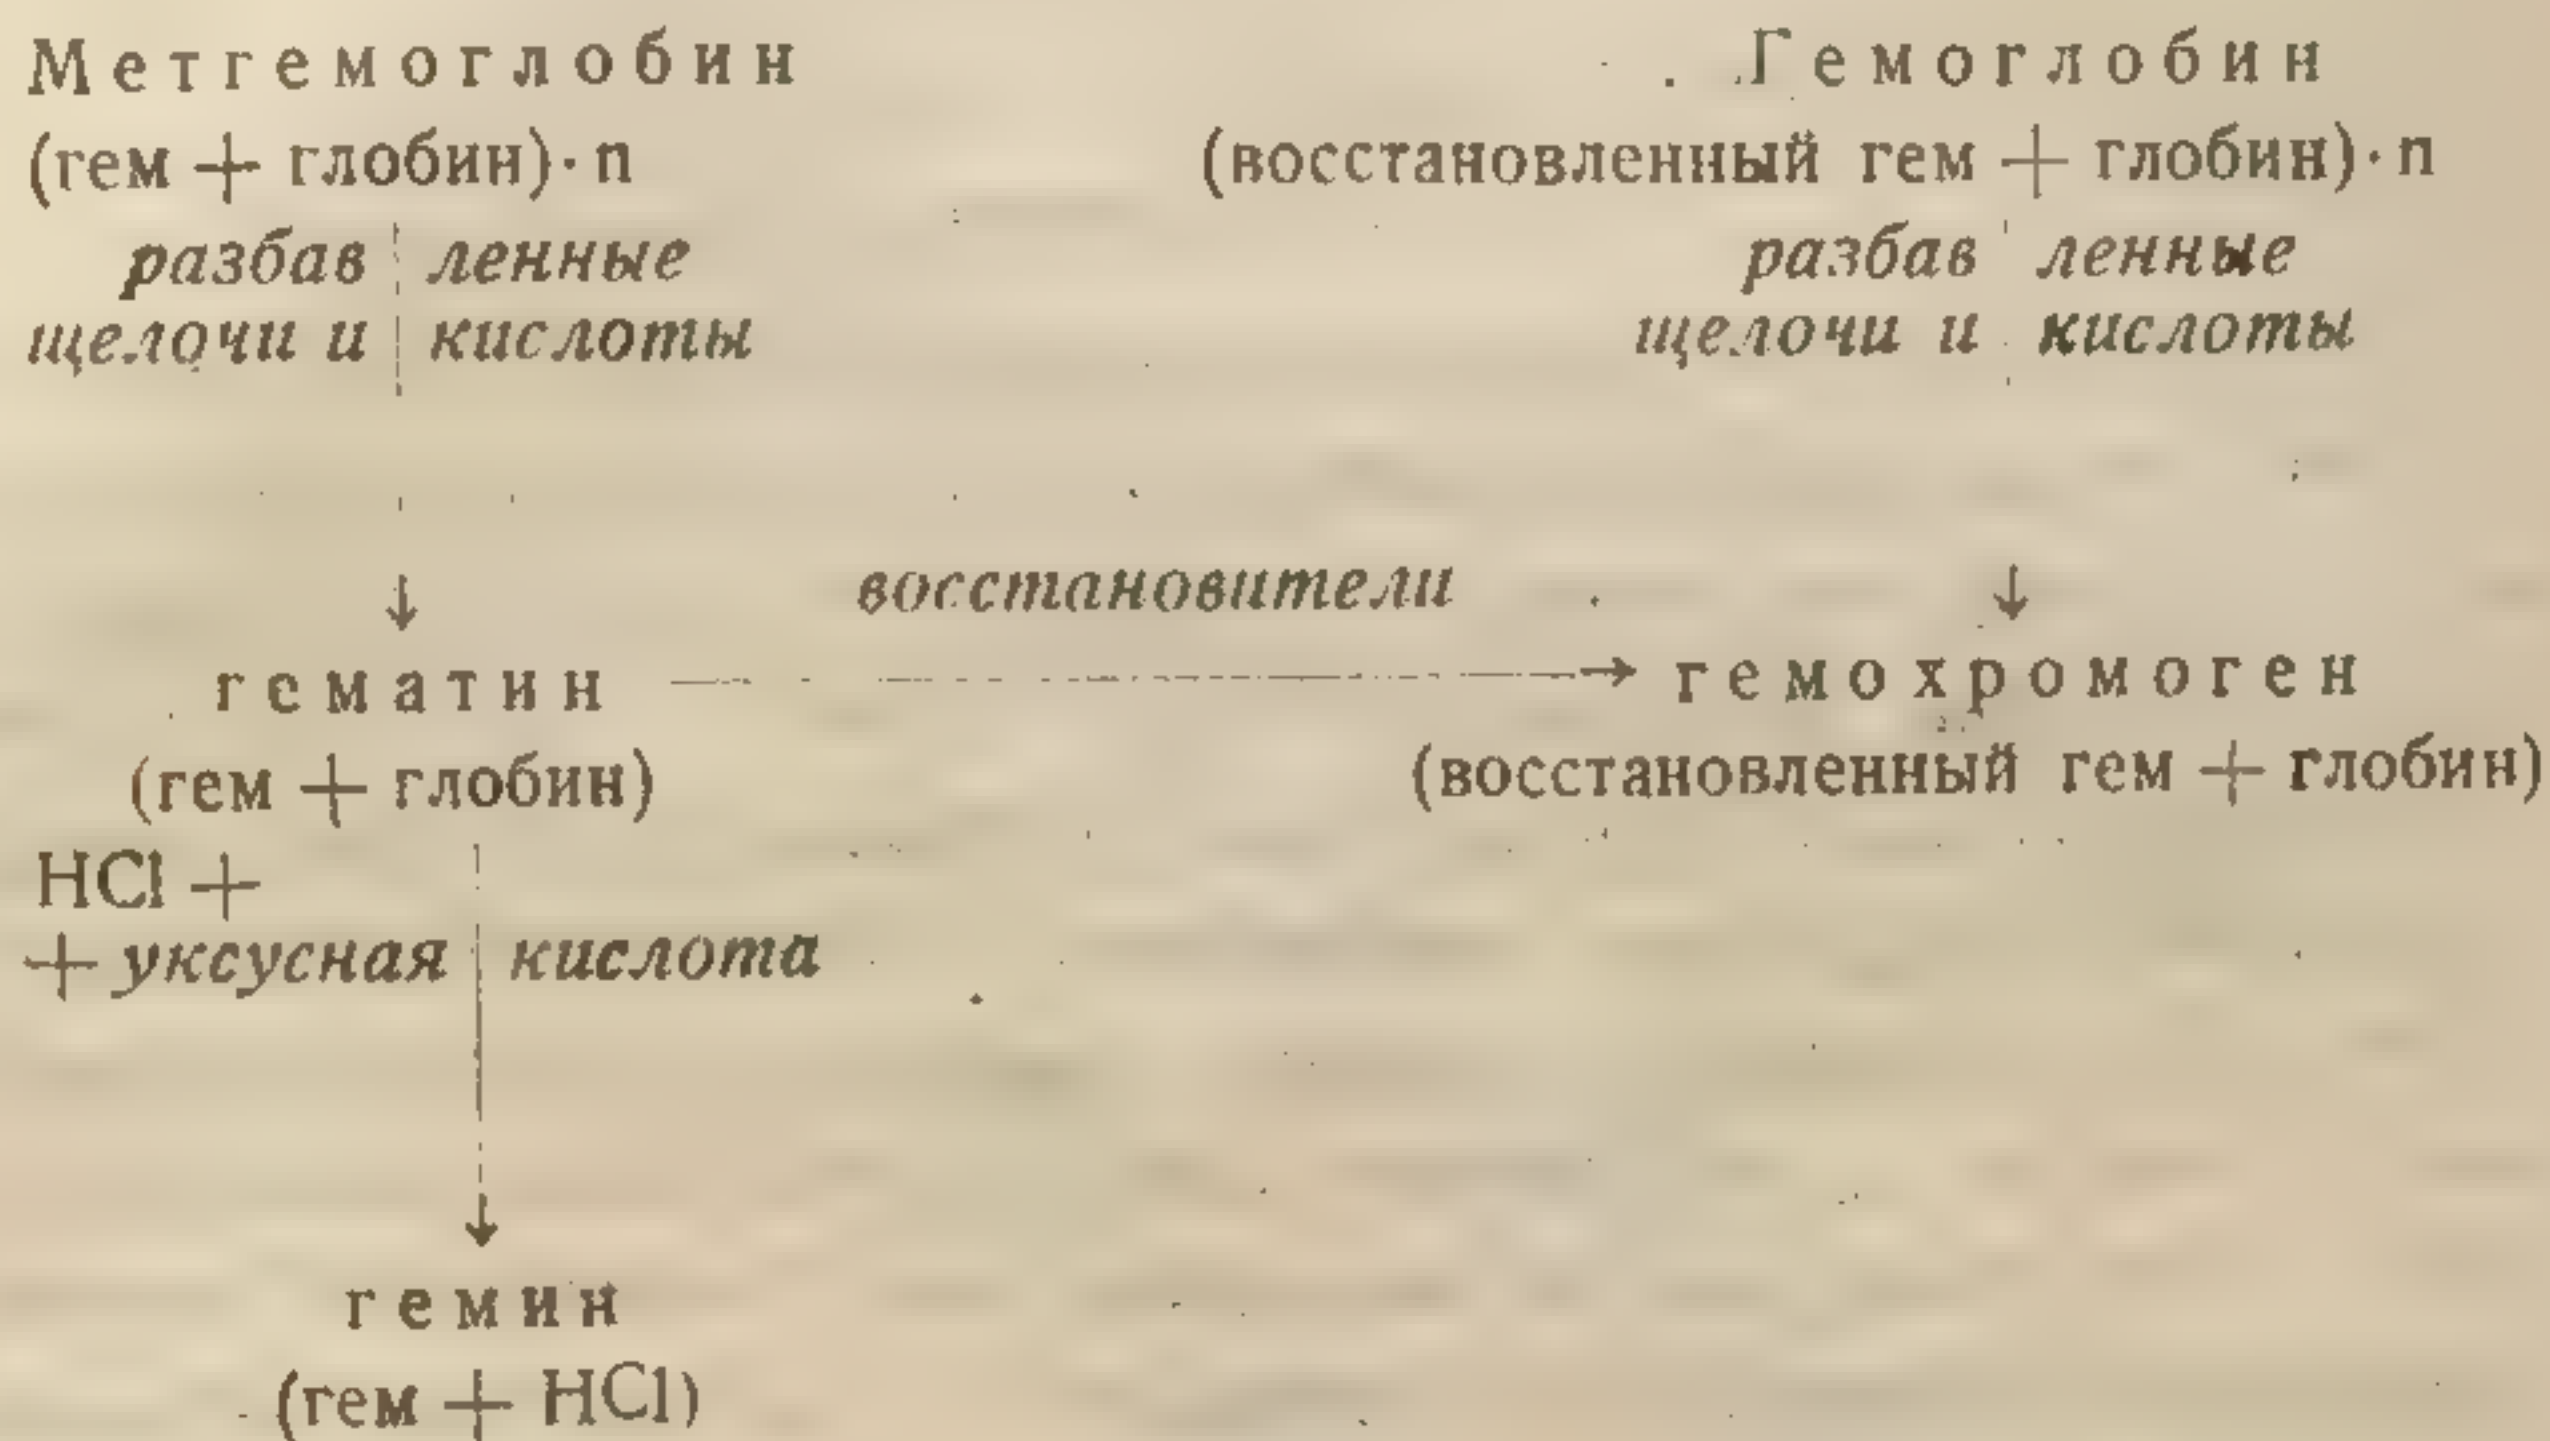 Метгемоглобин
(гем + глобин)· n
разбавленные
щелочи и кислоты
Гемоглобин
(восстановленный гем + глобин)· n
разбавленные
щелочи и кислоты
восстановители
гематин
(гем + глобин)
гемохромоген
(восстановленный гем + глобин)
HCl +
+ уксусная кислота
гемин
(гем + HCl)